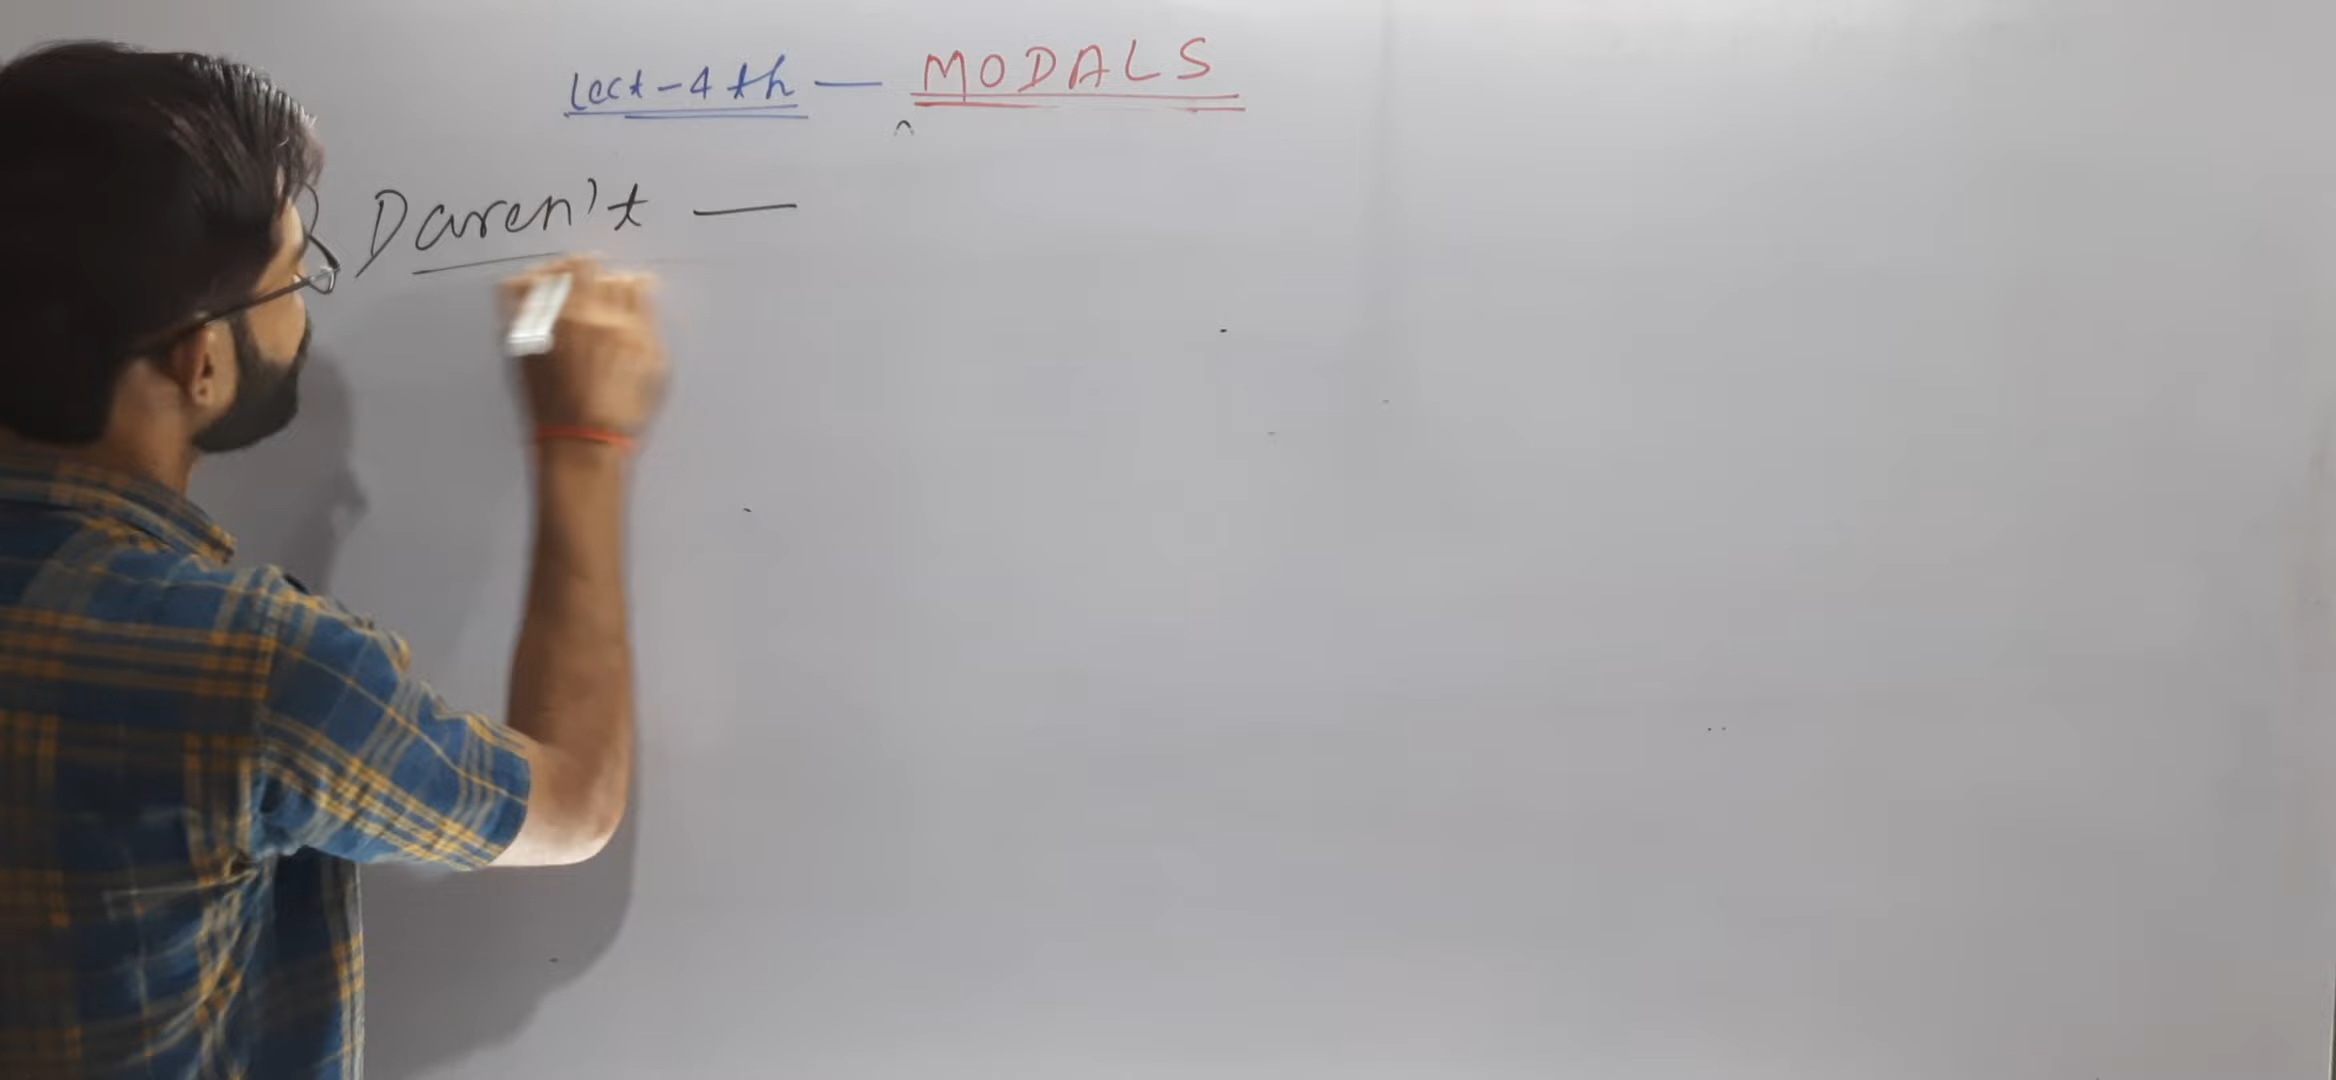 Lect-4th — MODALS
Daren't —